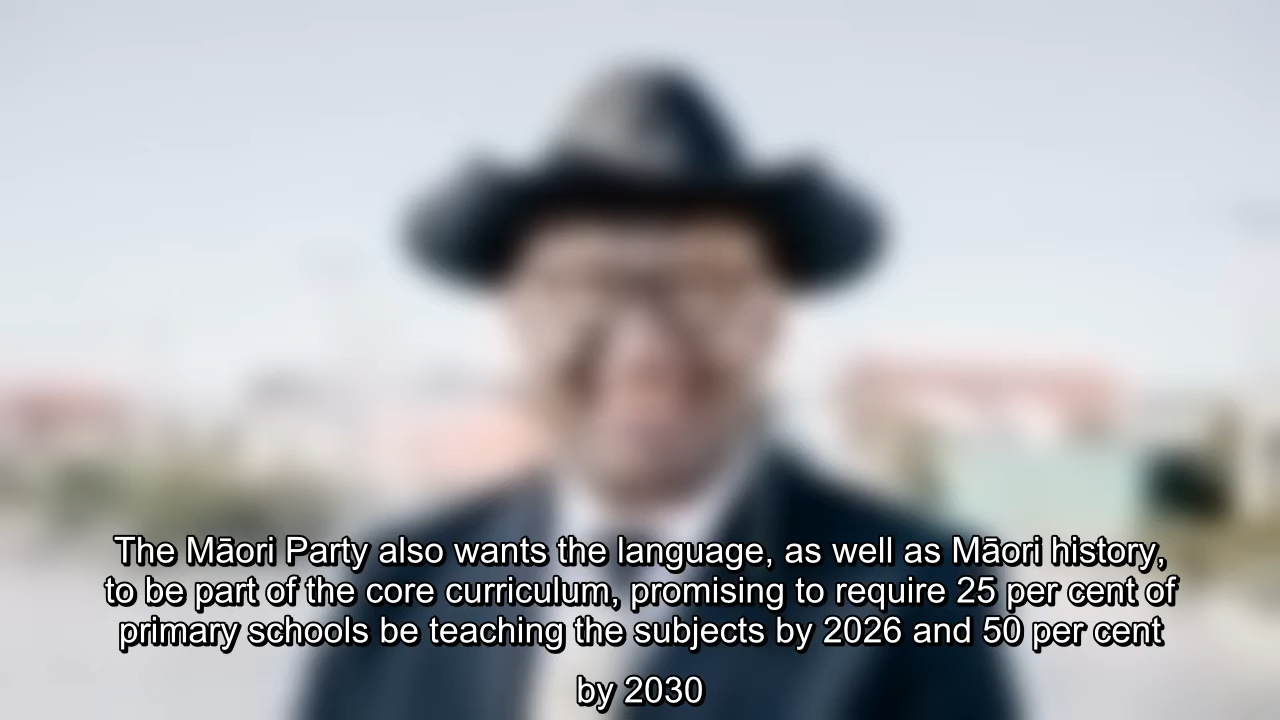 The Māori Party also wants the language, as well as Māori history,
to be part of the core curriculum, promising to require 25 per cent of
primary schools be teaching the subjects by 2026 and 50 per cent
by 2030